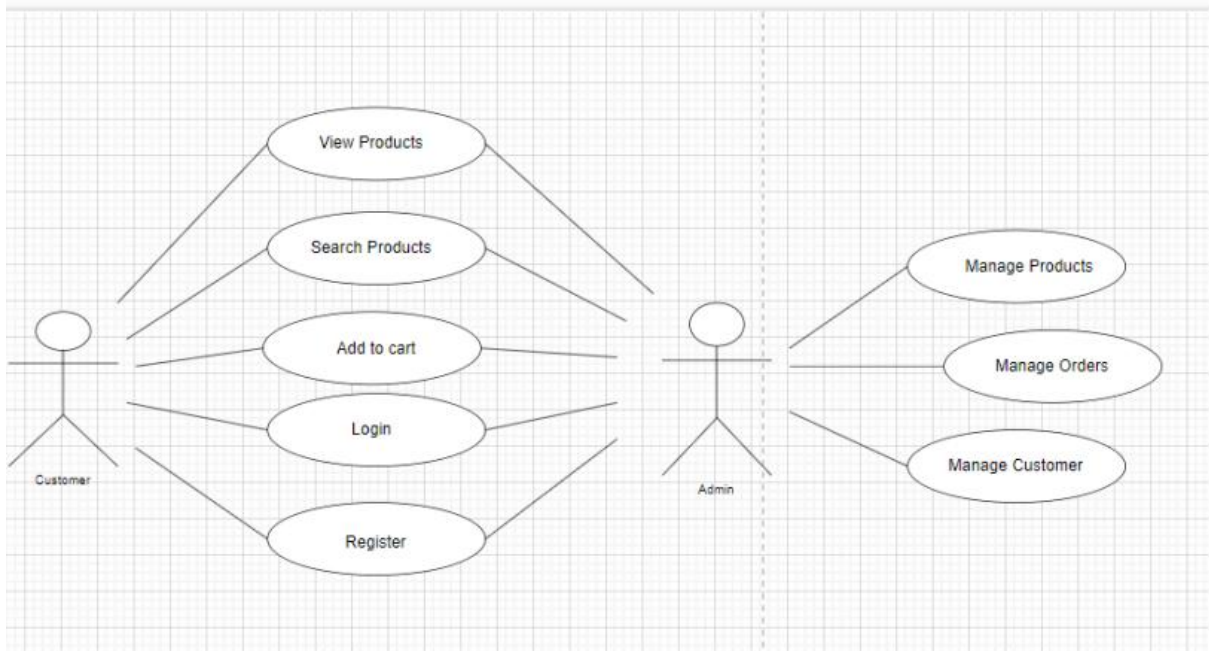 View Products
Search Products
Manage Products
Add to cart
Manage Orders
Login
Manage Customer
Customer
Admin
Register